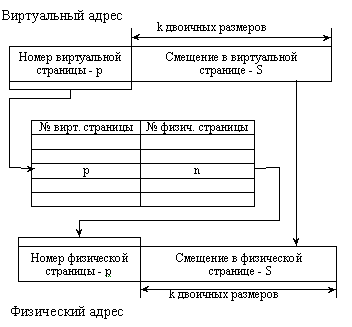 Виртуальный адрес
k двоичных размеров
Номер виртуальной
страницы - p
Смещение в виртуальной
странице - S
№ вирт. страницы
№ физич. страницы
p
n
Номер физической
страницы - p
Смещение в физической
странице - S
k двоичных размеров
Физический адрес